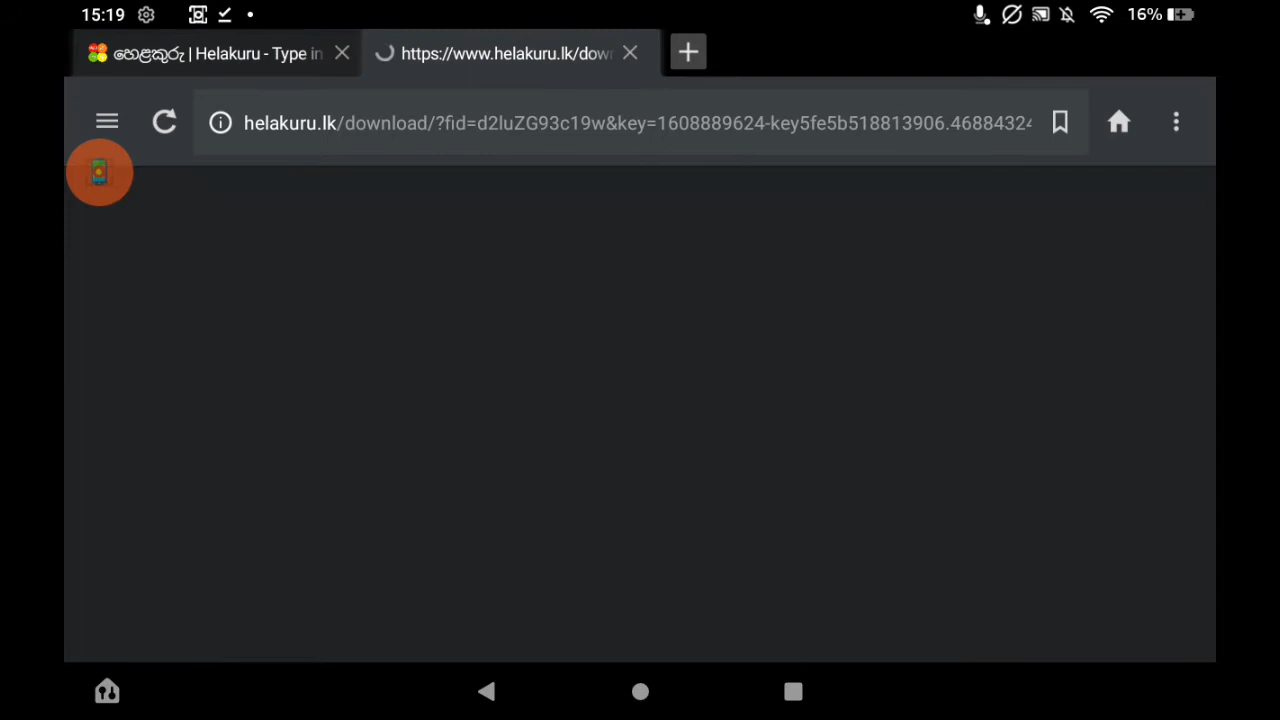 15:19
16%
හෙළකුරු | Helakuru - Type in
https://www.helakuru.lk/dow
helakuru.lk/download/?fid=d2luZG93c19w&key=1608889624-key5fe5b518813906.46884324